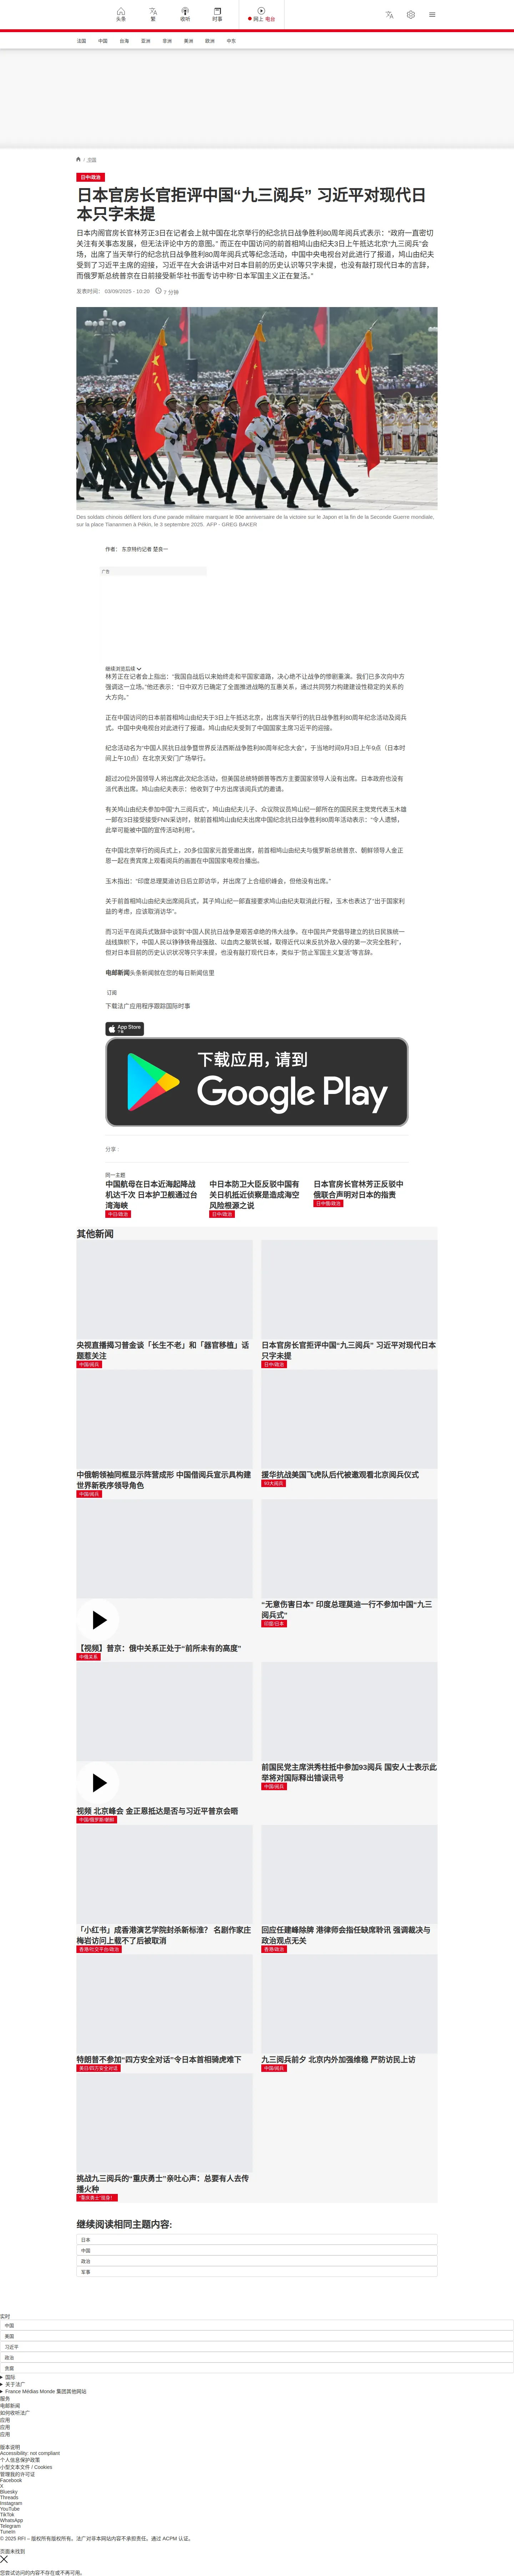 头条
繁
收听
时事
网上 电台
法国
中国
台海
亚洲
非洲
美洲
欧洲
中东
/ 中国
日中/政治
日本官房长官拒评中国“九三阅兵” 习近平对现代日
本只字未提
日本内阁官房长官林芳正3日在记者会上就中国在北京举行的纪念抗日战争胜利80周年阅兵式表示：“政府一直密切
关注有关事态发展，但无法评论中方的意图。” 而正在中国访问的前首相鸠山由纪夫3日上午抵达北京“九三阅兵”会
场，出席了当天举行的纪念抗日战争胜利80周年阅兵式等纪念活动，中国中央电视台对此进行了报道，鸠山由纪夫
受到了习近平主席的迎接，习近平在大会讲话中对日本目前的历史认识等只字未提，也没有敲打现代日本的言辞，
而俄罗斯总统普京在日前接受新华社书面专访中称“日本军国主义正在复活。”
发表时间： 03/09/2025 - 10:20
7 分钟
Des soldats chinois défilent lors d'une parade militaire marquant le 80e anniversaire de la victoire sur le Japon et la fin de la Seconde Guerre mondiale,
sur la place Tiananmen à Pékin, le 3 septembre 2025. AFP - GREG BAKER
作者： 东京特约记者 楚良一
广告
继续浏览后续
林芳正在记者会上指出：“我国自战后以来始终走和平国家道路，决心绝不让战争的惨剧重演。我们已多次向中方
强调这一立场。”他还表示：“日中双方已确定了全面推进战略的互惠关系，通过共同努力构建建设性稳定的关系的
大方向。”
正在中国访问的日本前首相鸠山由纪夫于3日上午抵达北京，出席当天举行的抗日战争胜利80周年纪念活动及阅兵
式。中国中央电视台对此进行了报道。鸠山由纪夫受到了中国国家主席习近平的迎接。
纪念活动名为“中国人民抗日战争暨世界反法西斯战争胜利80周年纪念大会”，于当地时间9月3日上午9点（日本时
间上午10点）在北京天安门广场举行。
超过20位外国领导人将出席此次纪念活动，但美国总统特朗普等西方主要国家领导人没有出席。日本政府也没有
派代表出席。鸠山由纪夫表示：他收到了中方出席该阅兵式的邀请。
有关鸠山由纪夫参加中国“九三阅兵式”，鸠山由纪夫儿子、众议院议员鸠山纪一郎所在的国民民主党党代表玉木雄
一郎在3日接受接受FNN采访时，就前首相鸠山由纪夫出席中国纪念抗日战争胜利80周年活动表示：“令人遗憾，
此举可能被中国的宣传活动利用”。
在中国北京举行的阅兵式上，20多位国家元首受邀出席，前首相鸠山由纪夫与俄罗斯总统普京、朝鲜领导人金正
恩一起在贵宾席上观看阅兵的画面在中国国家电视台播出。
玉木指出：“印度总理莫迪访日后立即访华，并出席了上合组织峰会，但他没有出席。”
关于前首相鸠山由纪夫出席阅兵式，其子鸠山纪一郎直接要求鸠山由纪夫取消此行程，玉木也表达了“出于国家利
益的考虑，应该取消访华”。
而习近平在阅兵式致辞中谈到“中国人民抗日战争是艰苦卓绝的伟大战争，在中国共产党倡导建立的抗日民族统一
战线旗帜下，中国人民以铮铮铁骨战强敌、以血肉之躯筑长城，取得近代以来反抗外敌入侵的第一次完全胜利”，
但对日本目前的历史认识状况等只字未提，也没有敲打现代日本，类似于“防止军国主义复活”等言辞。
电邮新闻头条新闻就在您的每日新闻信里
订阅
下载法广应用程序跟踪国际时事
App Store
下载应用，请到
Google Play
分享 :
同一主题
中国航母在日本近海起降战
机达千次 日本护卫舰通过台
湾海峡
中日/政治
中日本防卫大臣反驳中国有
关日机抵近侦察是造成海空
风险根源之说
日中/政治
日本官房长官林芳正反驳中
俄联合声明对日本的指责
日中俄/政治
其他新闻
央视直播揭习普金谈「长生不老」和「器官移植」话
题惹关注
中国/阅兵
日本官房长官拒评中国“九三阅兵” 习近平对现代日本
只字未提
日中/政治
中俄朝领袖同框显示阵营成形 中国借阅兵宣示具构建
世界新秩序领导角色
中国/阅兵
援华抗战美国飞虎队后代被邀观看北京阅兵仪式
93大阅兵
【视频】普京：俄中关系正处于“前所未有的高度”
中俄关系
“无意伤害日本” 印度总理莫迪一行不参加中国“九三
阅兵式”
印度/日本
视频 北京峰会 金正恩抵达是否与习近平普京会晤
中国/俄罗斯/朝鲜
前国民党主席洪秀柱抵中参加93阅兵 国安人士表示此
举将对国际释出错误讯号
中国/阅兵
「小红书」成香港演艺学院封杀新标准？ 名剧作家庄
梅岩访问上载不了后被取消
香港/社交平台/政治
回应任建峰除牌 港律师会指任缺席聆讯 强调裁决与
政治观点无关
香港/政治
特朗普不参加“四方安全对话”令日本首相骑虎难下
美日/四方安全对话
九三阅兵前夕 北京内外加强维稳 严防访民上访
中国/阅兵
挑战九三阅兵的“重庆勇士”亲吐心声：总要有人去传
播火种
“重庆勇士”现身！
继续阅读相同主题内容:
日本
中国
政治
军事
实时
中国
美国
习近平
政治
贪腐
国际
关于法广
France Médias Monde 集团其他网站
服务
电邮新闻
如何收听法广
应用
应用
应用
版本说明
Accessibility: not compliant
个人信息保护政策
小型文本文件 / Cookies
管理我的许可证
Facebook
X
Bluesky
Threads
Instagram
YouTube
TikTok
WhatsApp
Telegram
TuneIn
© 2025 RFI – 版权所有版权所有。法广对非本网站内容不承担责任。通过 ACPM 认证。
页面未找到
您尝试访问的内容不存在或不再可用。